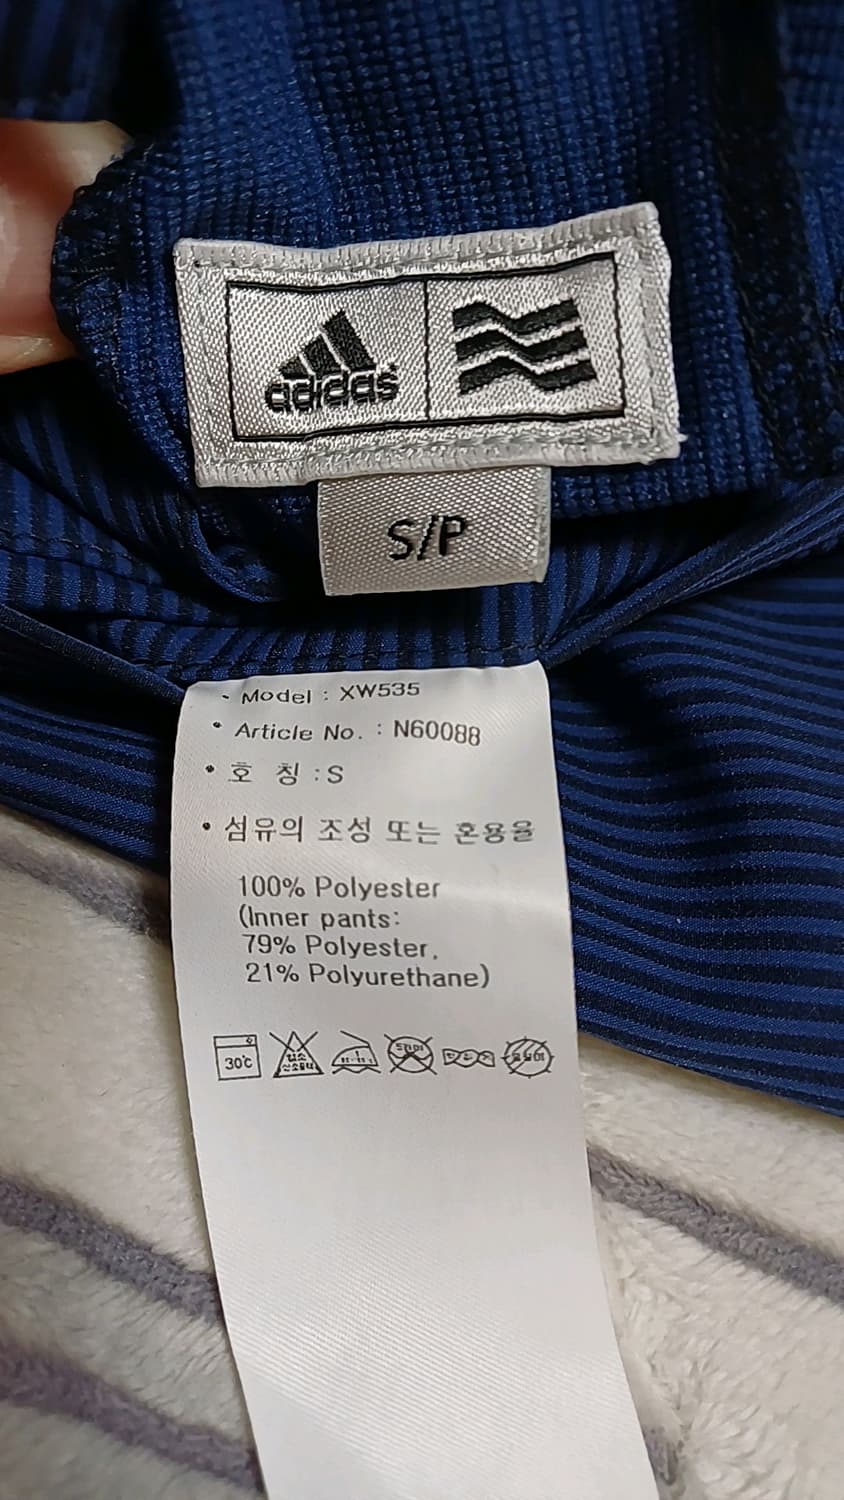 adidas
S/P
• Model : XW535
• Article No. : N60088
• 호 칭 : S
• 섬유의 조성 또는 혼용율
100% Polyester
(Inner pants:
79% Polyester,
21% Polyurethane)
30℃